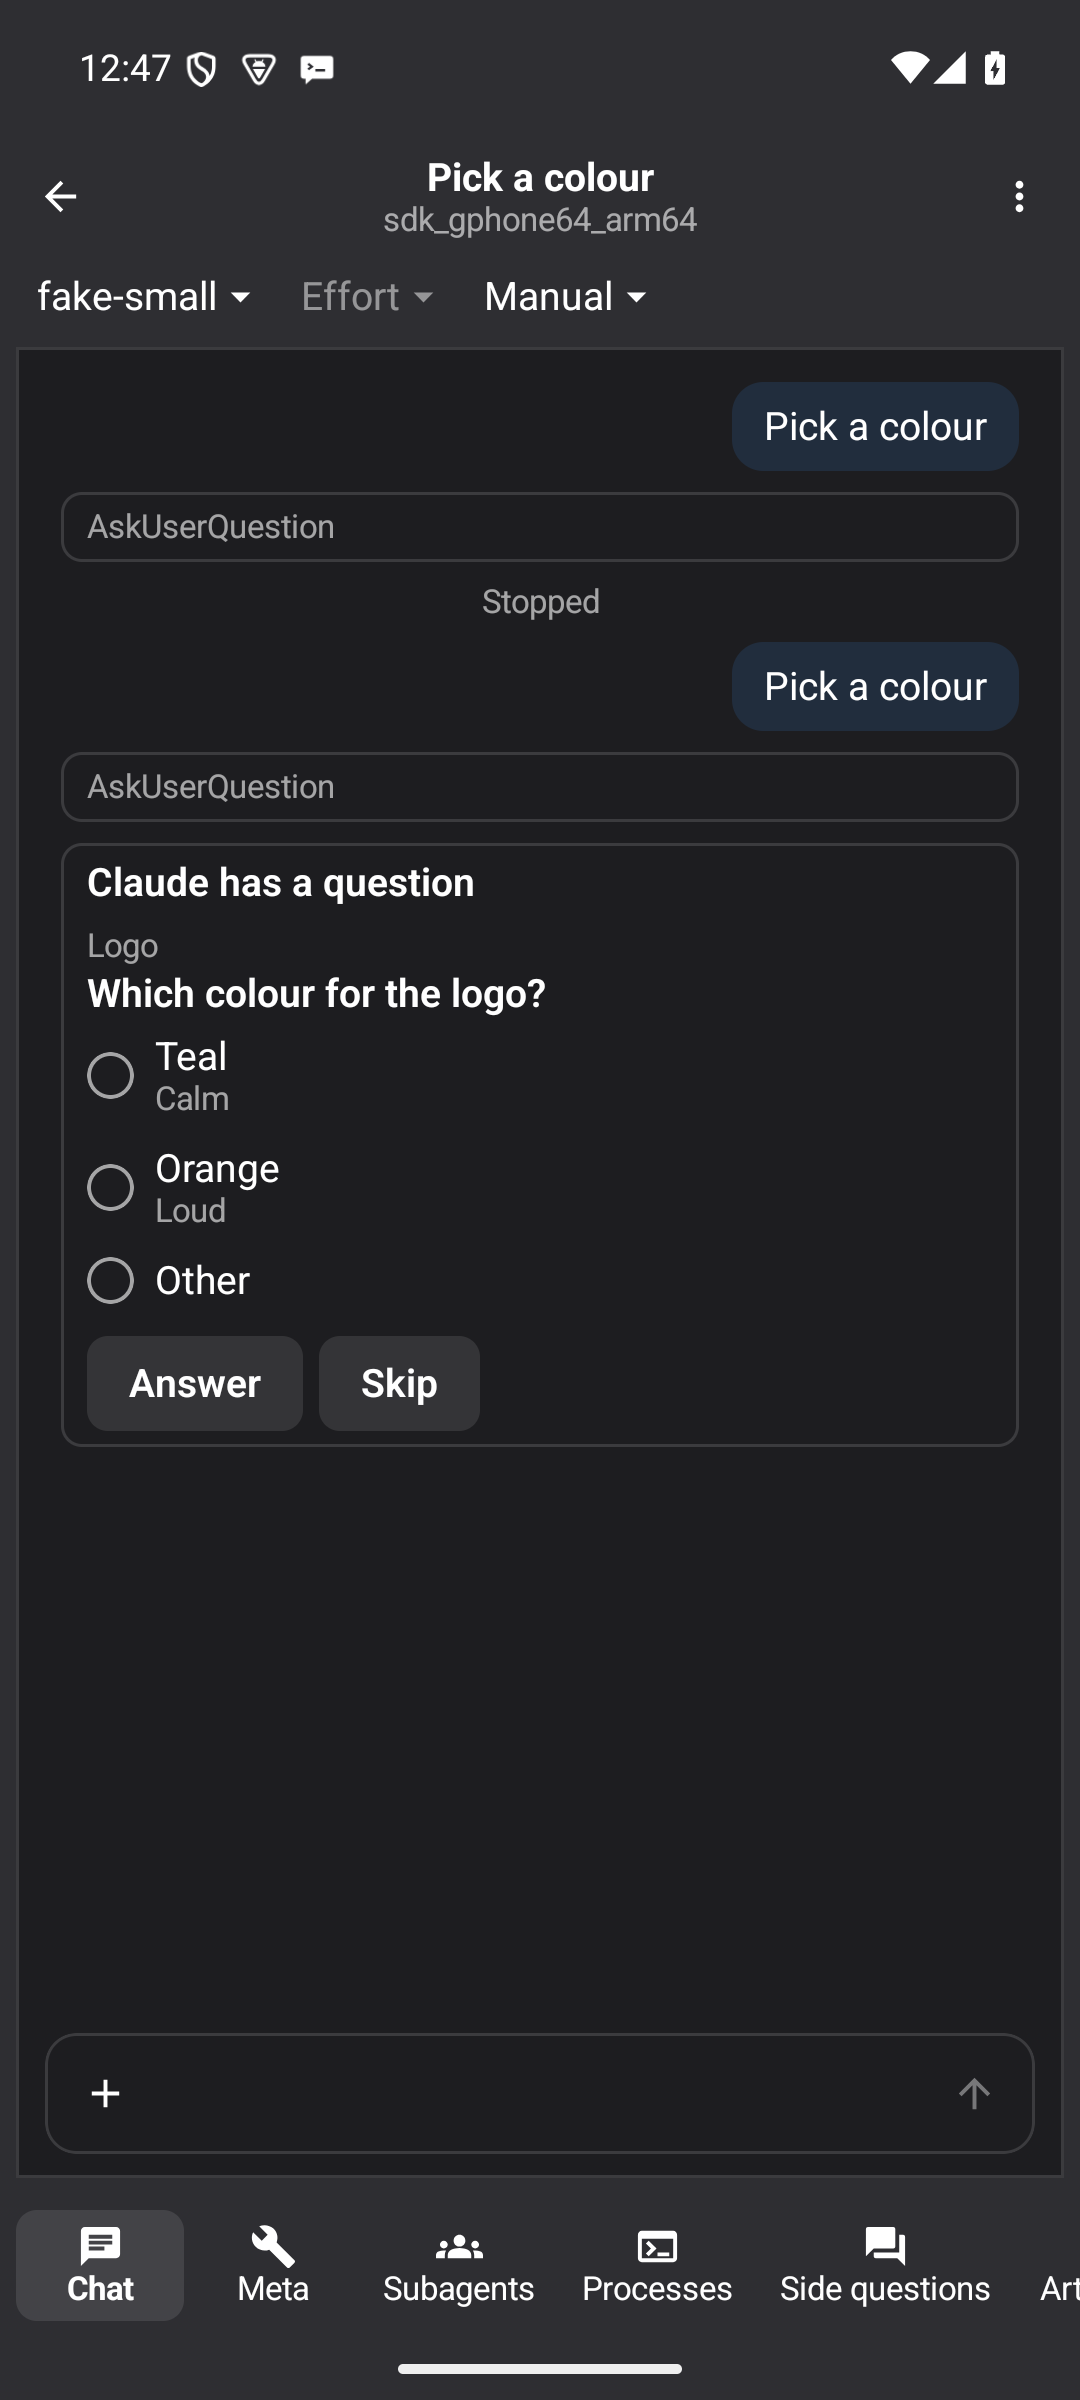 12:47
Pick a colour
sdk_gphone64_arm64
fake-small Effort Manual
Pick a colour
AskUserQuestion
Stopped
Pick a colour
AskUserQuestion
Claude has a question
Logo
Which colour for the logo?
Teal
Calm
Orange
Loud
Other
Answer Skip
Chat Meta Subagents Processes Side questions Art